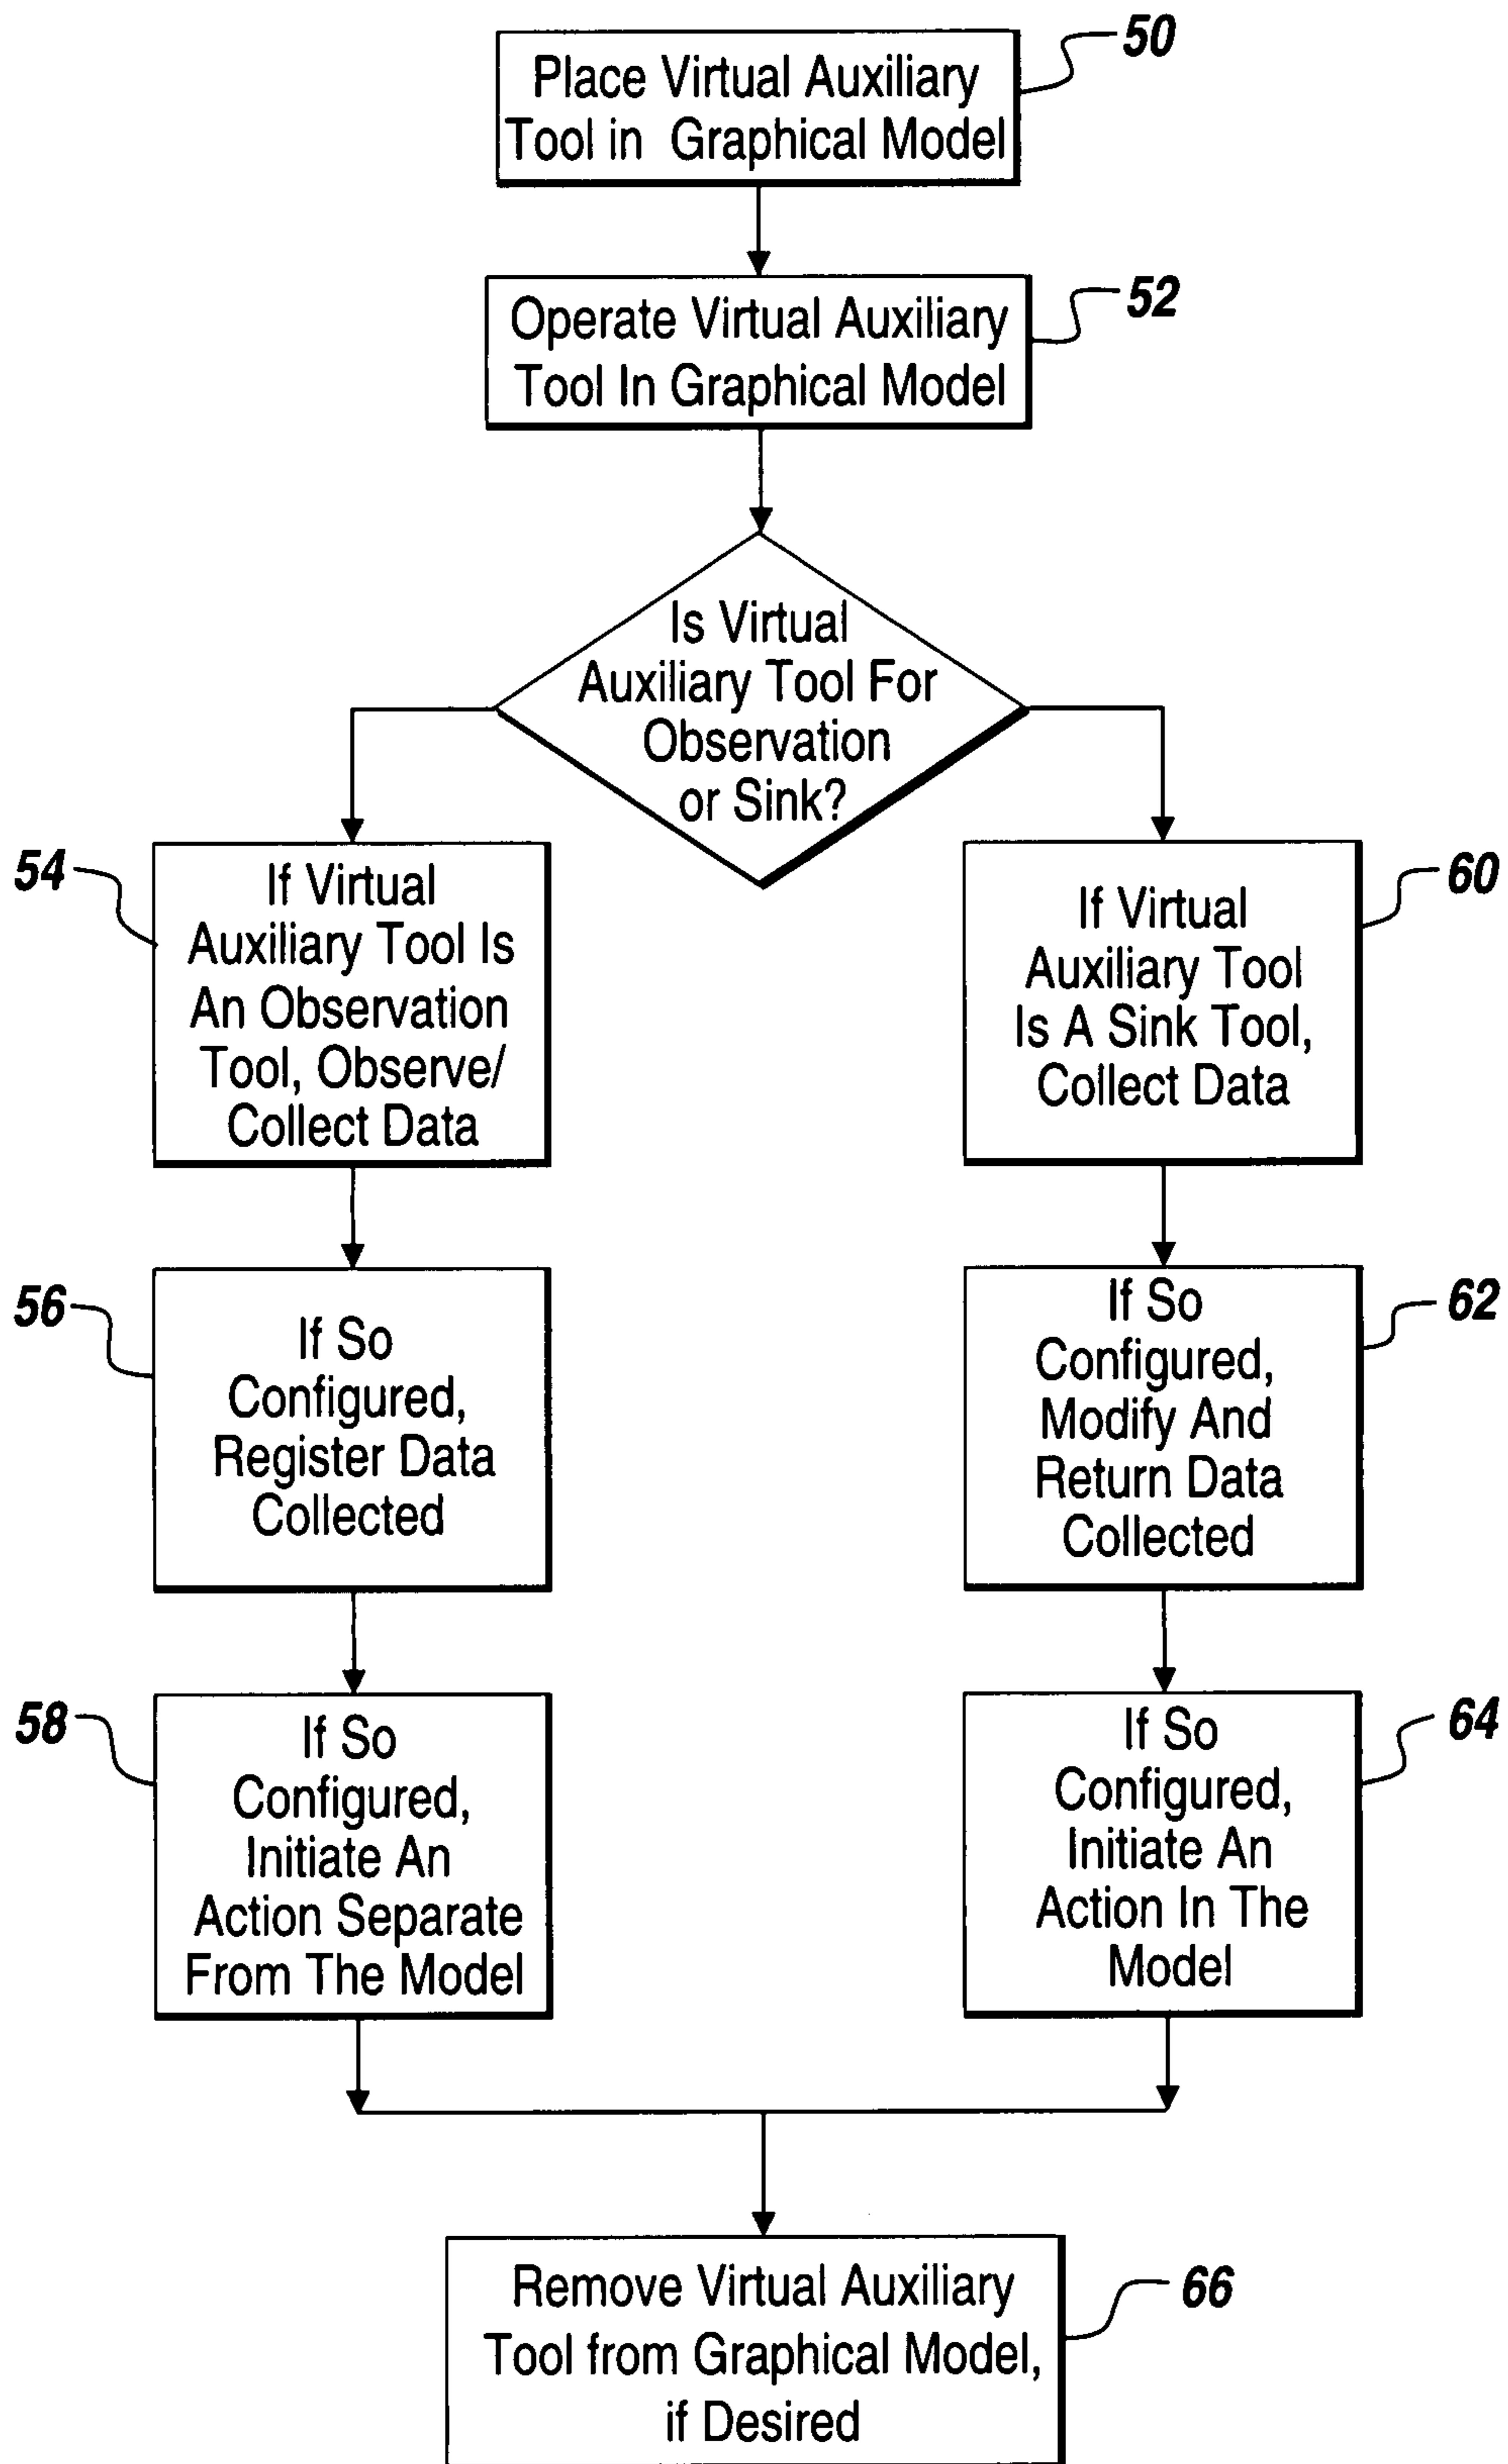 50
Place Virtual Auxiliary
Tool in Graphical Model
52
Operate Virtual Auxiliary
Tool In Graphical Model
Is Virtual
Auxiliary Tool For
Observation
or Sink?
54
If Virtual
Auxiliary Tool Is
An Observation
Tool, Observe/
Collect Data
56
If So
Configured,
Register Data
Collected
58
If So
Configured,
Initiate An
Action Separate
From The Model
60
If Virtual
Auxiliary Tool
Is A Sink Tool,
Collect Data
62
If So
Configured,
Modify And
Return Data
Collected
64
If So
Configured,
Initiate An
Action In The
Model
66
Remove Virtual Auxiliary
Tool from Graphical Model,
if Desired